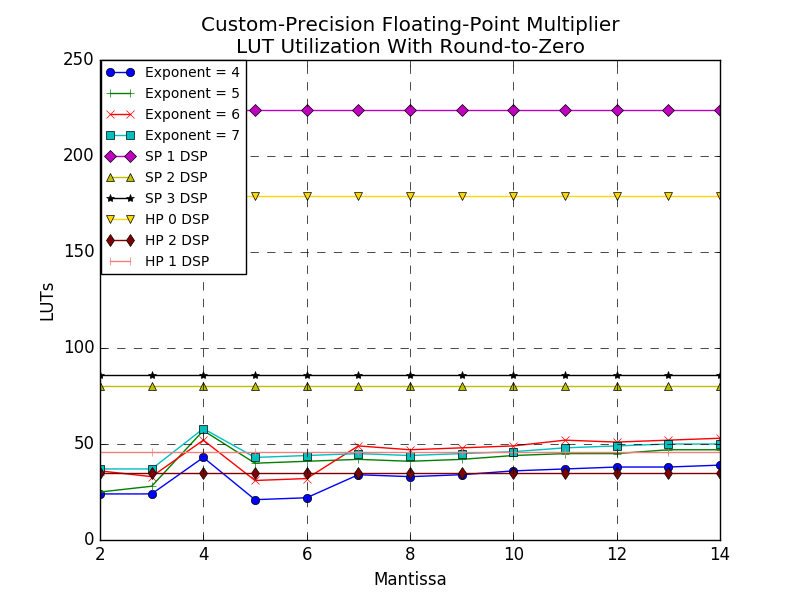 Custom-Precision Floating-Point Multiplier
LUT Utilization With Round-to-Zero
250
200
150
100
50
0
LUTs
Exponent = 4
Exponent = 5
Exponent = 6
Exponent = 7
SP 1 DSP
SP 2 DSP
SP 3 DSP
HP 0 DSP
HP 2 DSP
HP 1 DSP
2 4 6 8 10 12 14
Mantissa